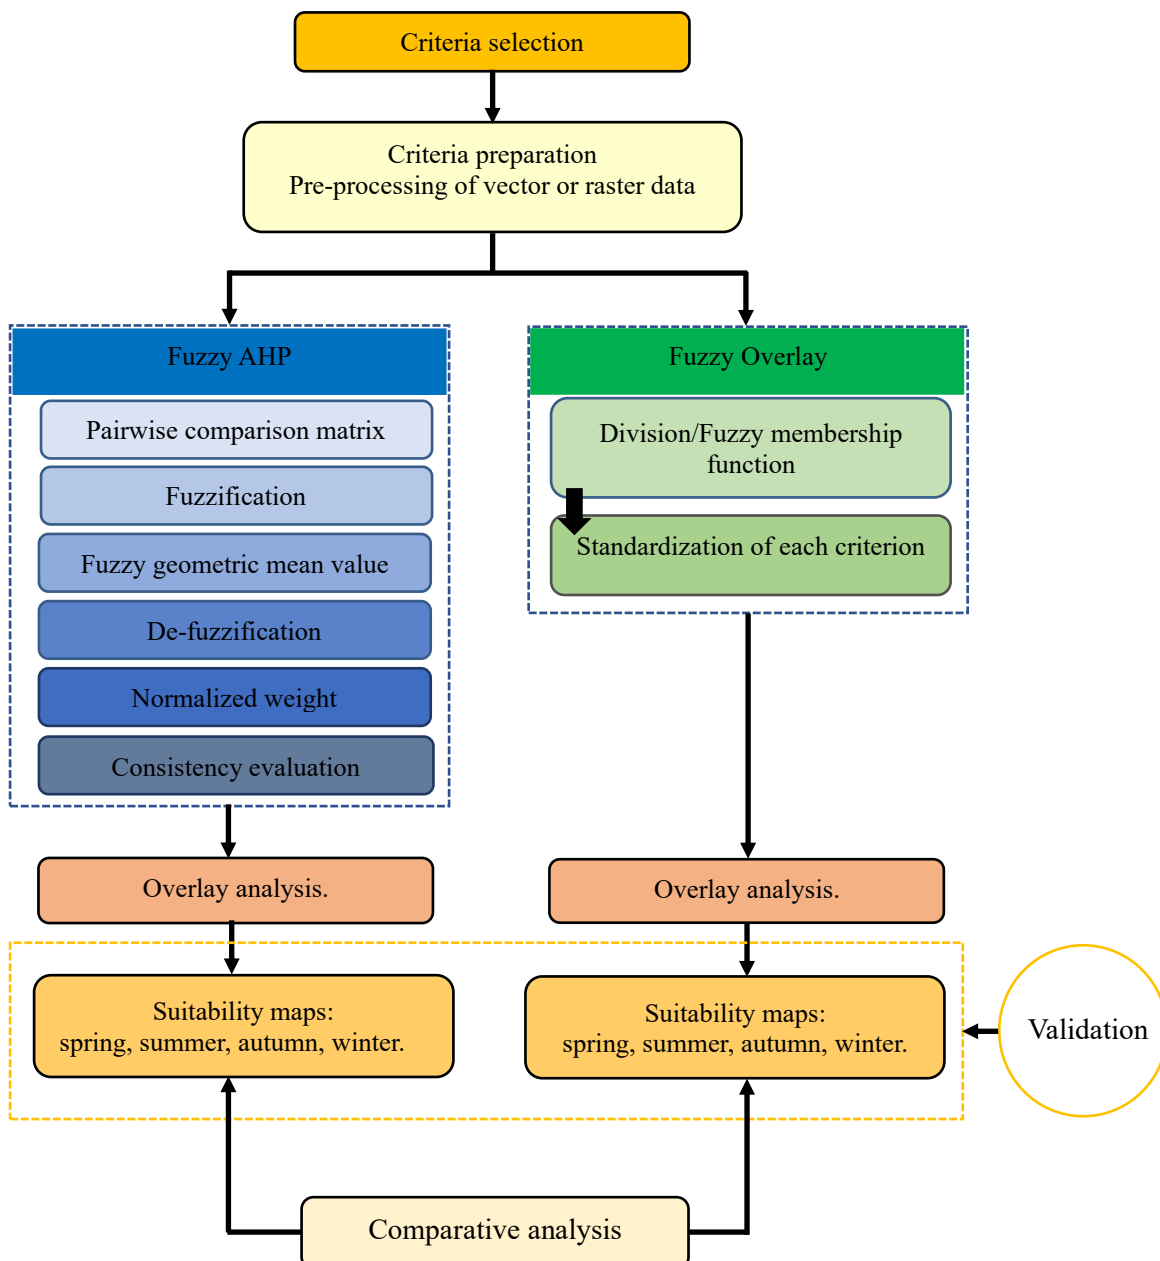 Criteria selection
Criteria preparation
Pre-processing of vector or raster data
Fuzzy AHP
Pairwise comparison matrix
Fuzzification
Fuzzy geometric mean value
De-fuzzification
Normalized weight
Consistency evaluation
Fuzzy Overlay
Division/Fuzzy membership
function
Standardization of each criterion
Overlay analysis.
Overlay analysis.
Suitability maps:
spring, summer, autumn, winter.
Suitability maps:
spring, summer, autumn, winter.
Validation
Comparative analysis